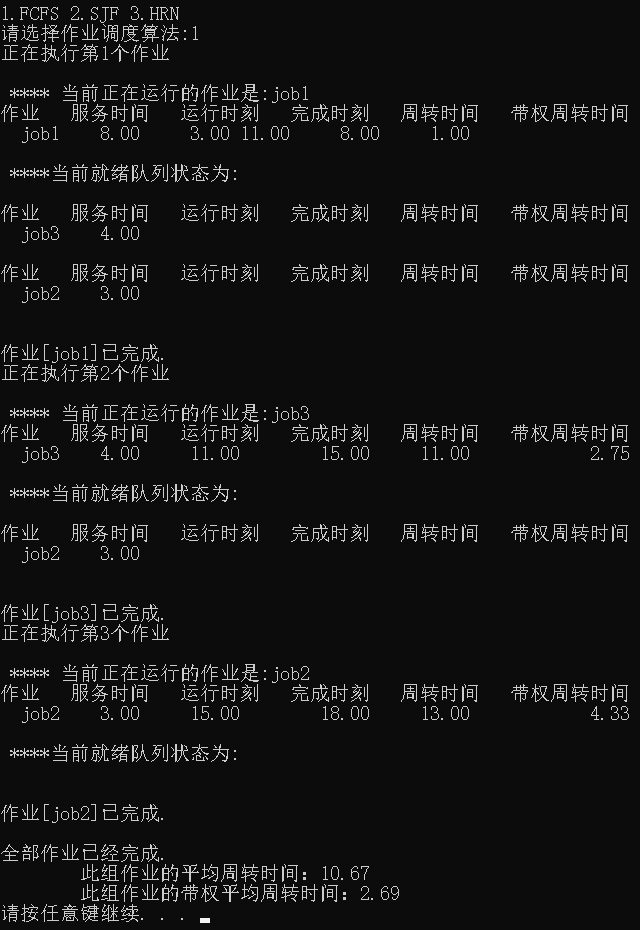 1.FCFS 2.SJF 3.HRN
请选择作业调度算法:1
正在执行第1个作业
**** 当前正在运行的作业是:job1
作业 服务时间 运行时刻 完成时刻 周转时间 带权周转时间
job1 8.00 3.00 11.00 8.00 1.00
****当前就绪队列状态为:
作业 服务时间 运行时刻 完成时刻 周转时间 带权周转时间
job3 4.00
作业 服务时间 运行时刻 完成时刻 周转时间 带权周转时间
job2 3.00
作业[job1]已完成.
正在执行第2个作业
**** 当前正在运行的作业是:job3
作业 服务时间 运行时刻 完成时刻 周转时间 带权周转时间
job3 4.00 11.00 15.00 11.00 2.75
****当前就绪队列状态为:
作业 服务时间 运行时刻 完成时刻 周转时间 带权周转时间
job2 3.00
作业[job3]已完成.
正在执行第3个作业
**** 当前正在运行的作业是:job2
作业 服务时间 运行时刻 完成时刻 周转时间 带权周转时间
job2 3.00 15.00 18.00 13.00 4.33
****当前就绪队列状态为:
作业[job2]已完成.
全部作业已经完成.
此组作业的平均周转时间：10.67
此组作业的带权平均周转时间：2.69
请按任意键继续. . .